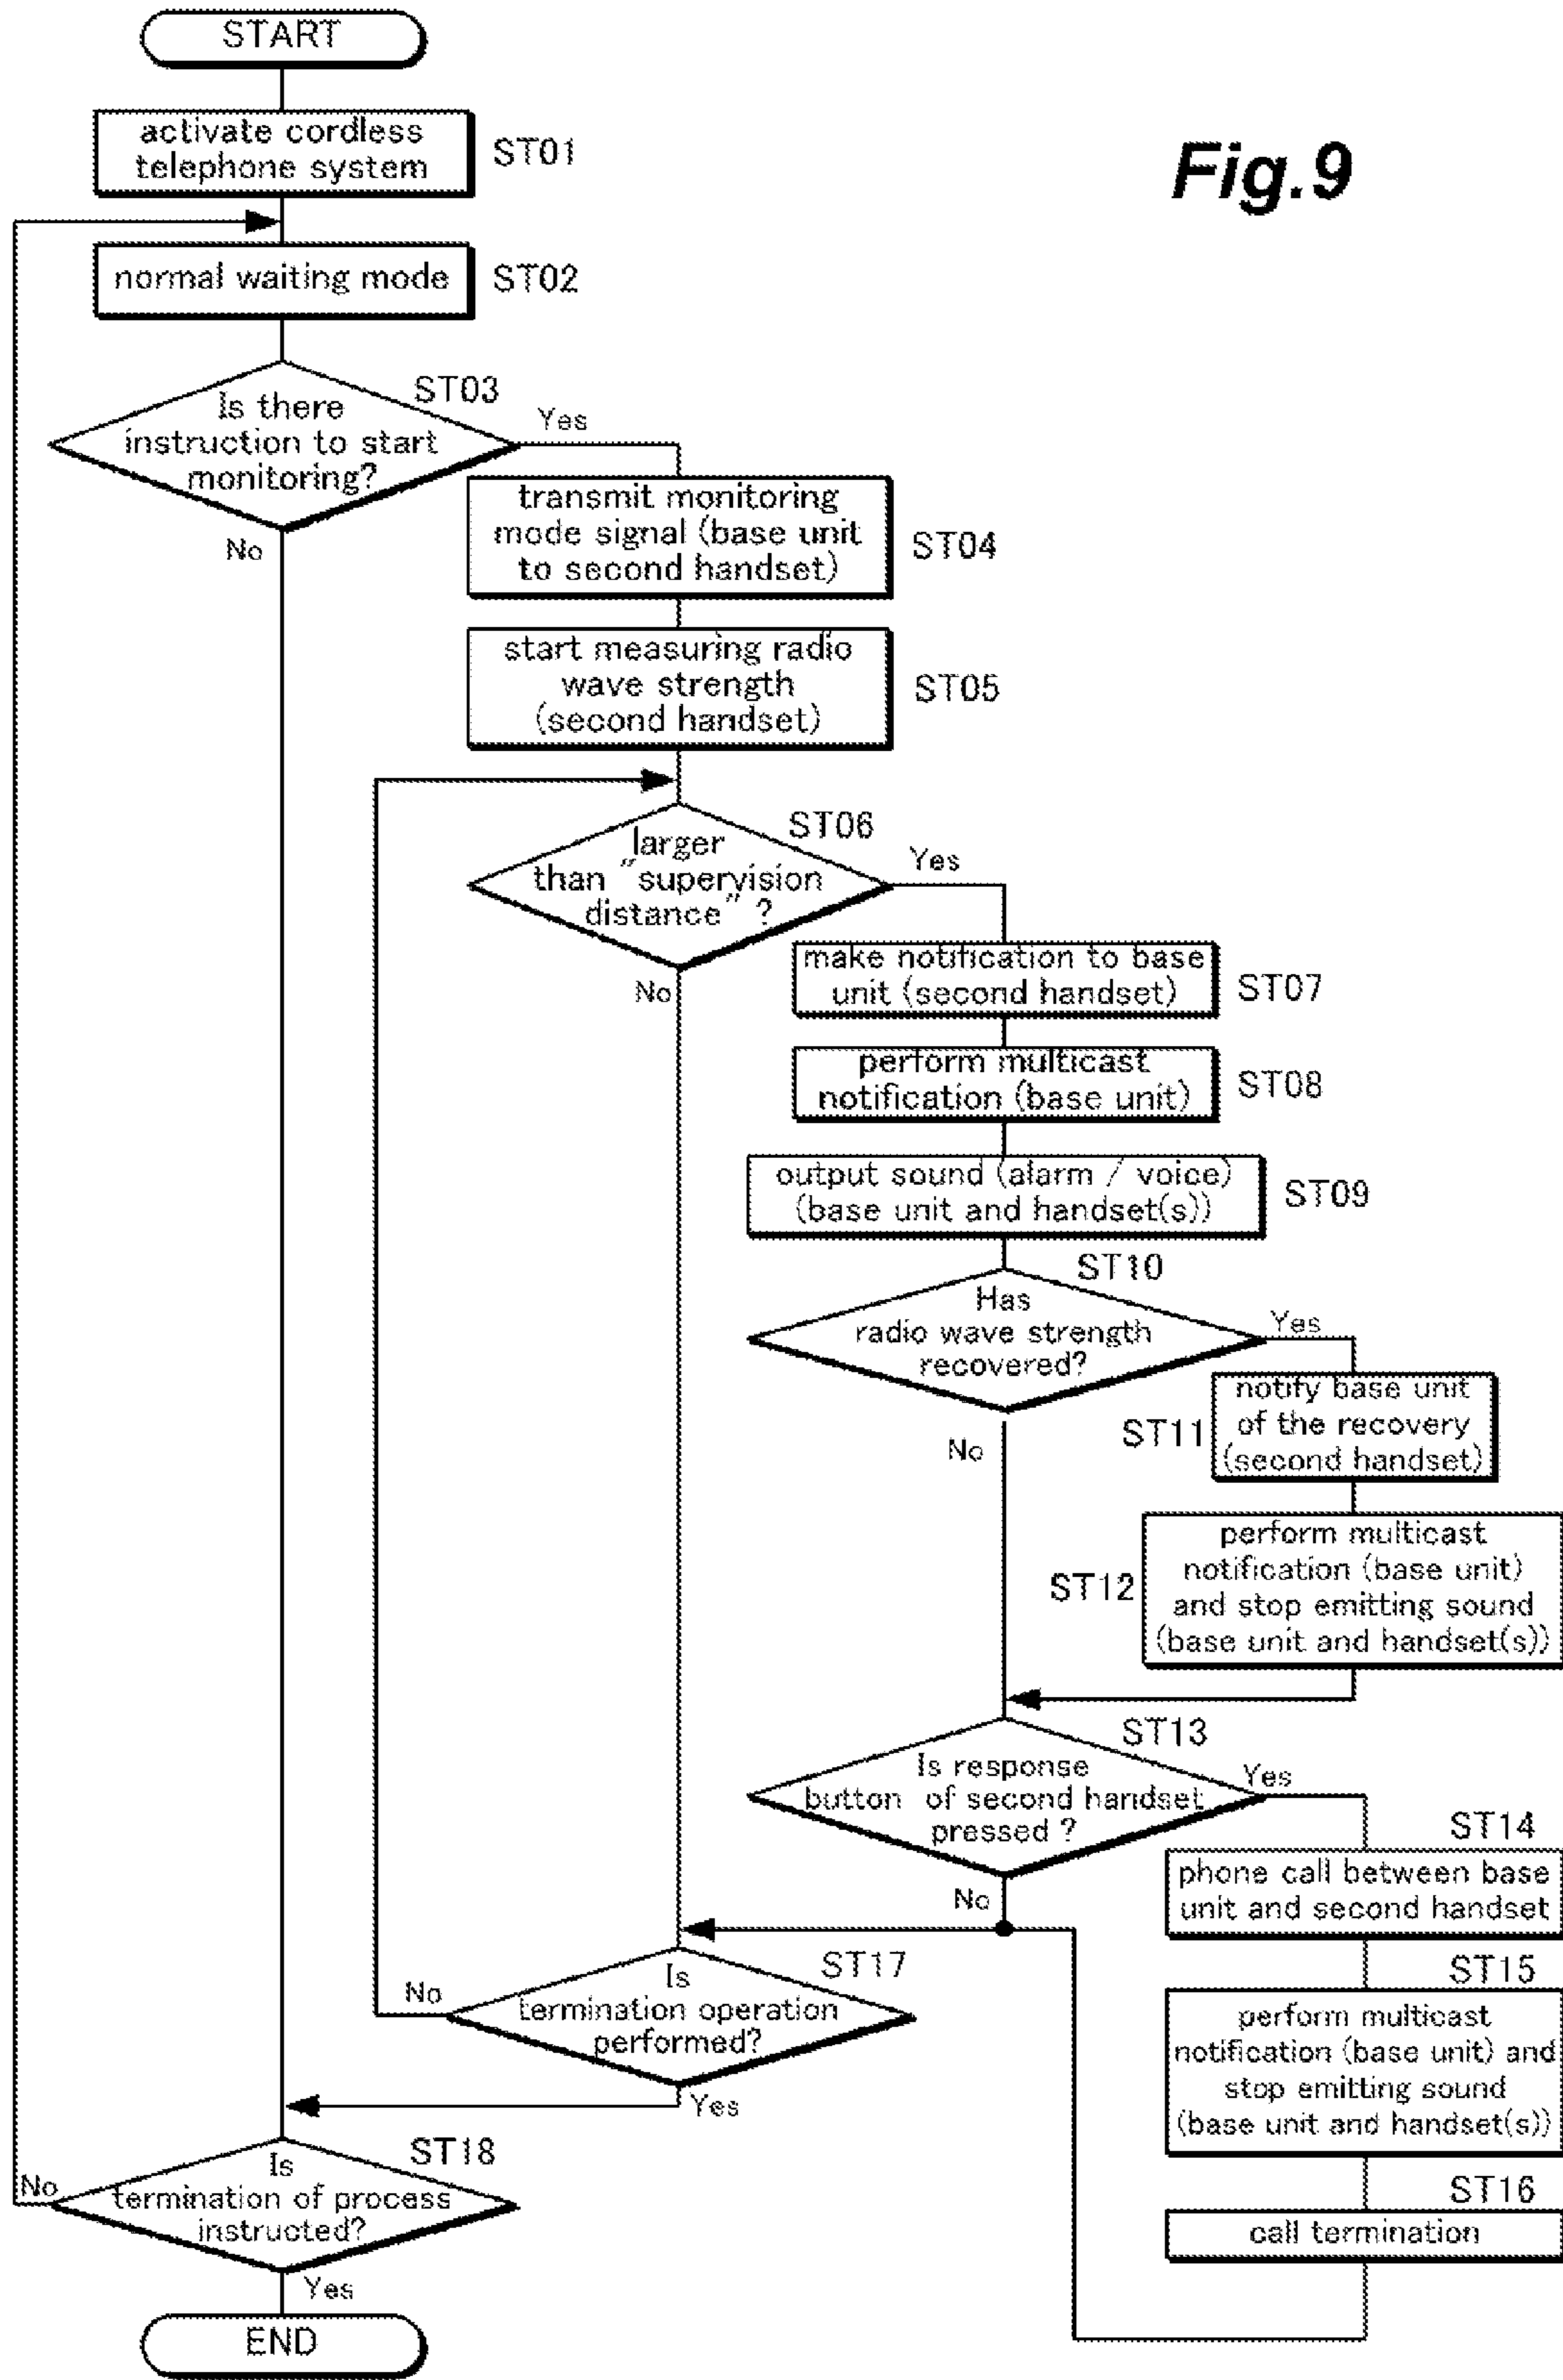 START
Fig.9
activate cordless
telephone system
ST01
normal waiting mode
ST02
ST03
Is there
instruction to start
monitoring?
Yes
No
transmit monitoring
mode signal (base unit
to second handset)
ST04
start measuring radio
wave strength
(second handset)
ST05
ST06
larger
than "supervision
distance" ?
Yes
No
make notification to base
unit (second handset)
ST07
perform multicast
notification (base unit)
ST08
output sound (alarm / voice)
(base unit and handset(s))
ST09
ST10
Has
radio wave strength
recovered?
Yes
No
notify base unit
of the recovery
(second handset)
ST11
perform multicast
notification (base unit)
and stop emitting sound
(base unit and handset(s))
ST12
ST13
Is response
button of second handset
pressed ?
Yes
No
ST14
phone call between base
unit and second handset
ST15
perform multicast
notification (base unit) and
stop emitting sound
(base unit and handset(s))
ST16
call termination
ST17
Is
termination operation
performed?
No
Yes
ST18
Is
termination of process
instructed?
No
Yes
END